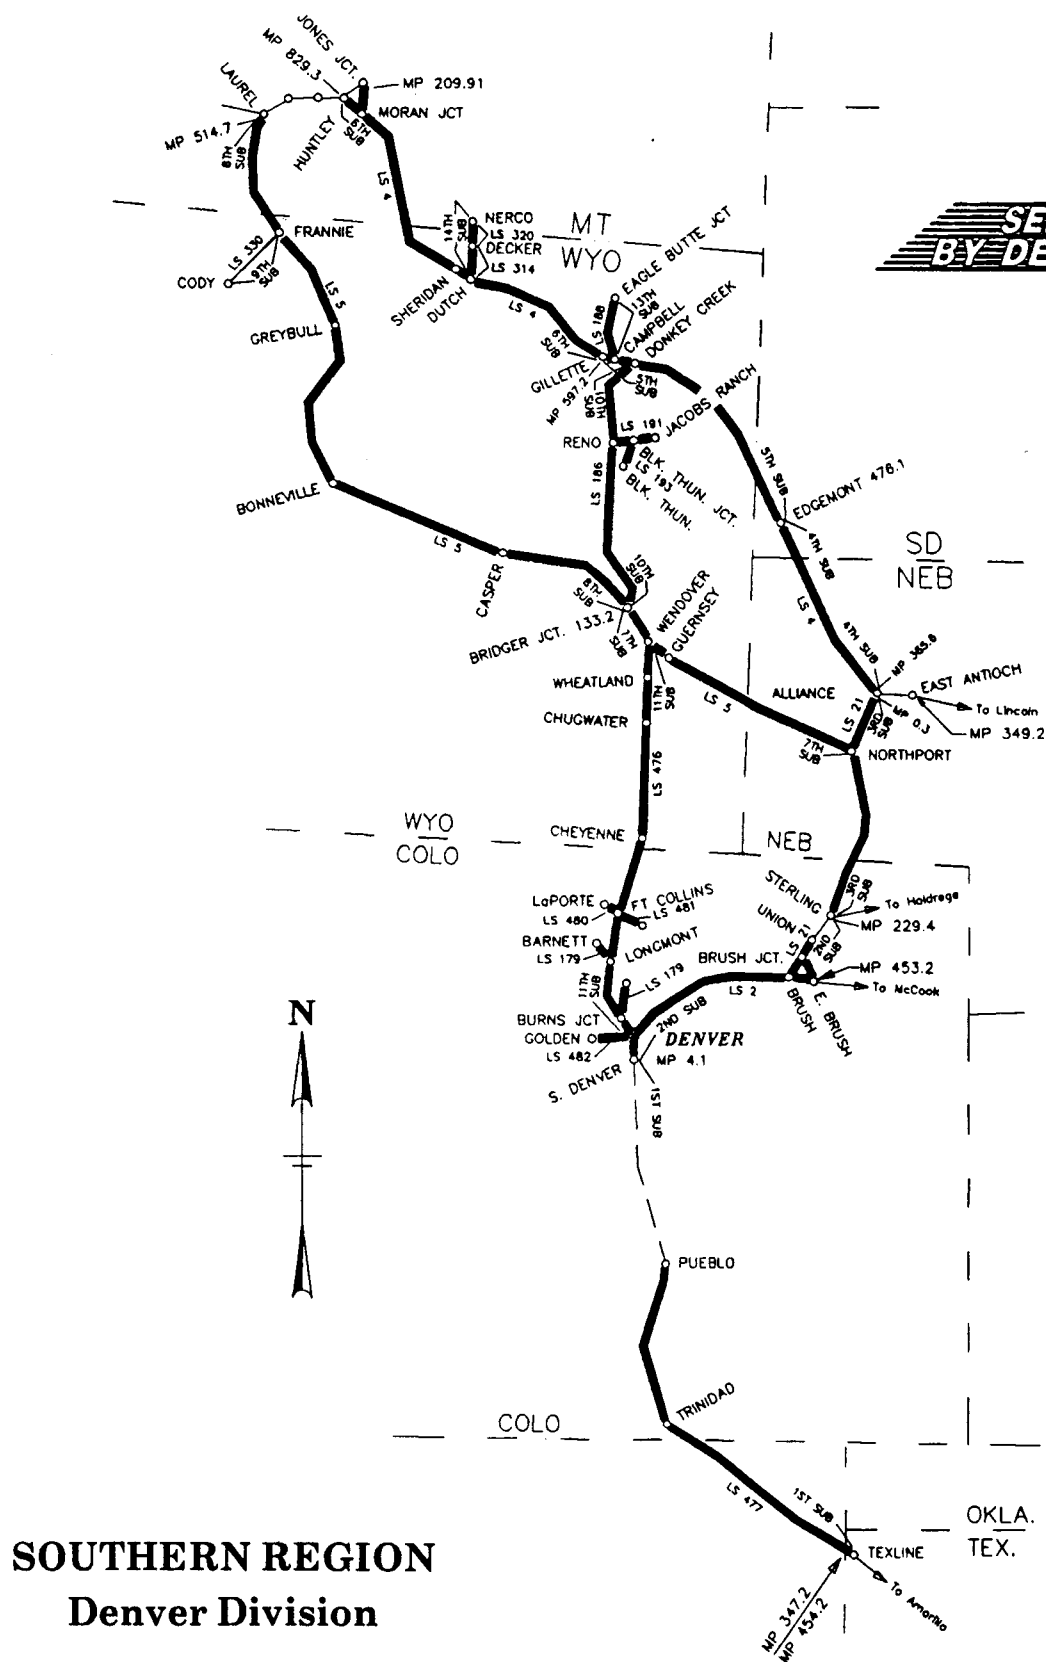 JONES JCT.
MP 829.3
MP 209.91
LAUREL
MORAN JCT
MP 514.7
HUNTLEY
6TH SUB
8TH SUB
LS 4
NERCO
MT
WYO
EAGLE BUTTE JCT
14TH SUB
LS 320
DECKER
FRANNIE
LS 330
9TH SUB
CODY
LS 314
SHERIDAN
DUTCH
LS 5
LS 4
LS 188
13TH SUB
CAMPBELL
DONKEY CREEK
GREYBULL
6TH SUB
GILLETTE
MP 597.2
5TH SUB
10TH SUB
JACOBS RANCH
LS 191
RENO
BLK. THUN. JCT.
LS 193
BLK. THUN.
LS 186
5TH SUB
EDGEMONT 476.1
BONNEVILLE
LS 5
4TH SUB
SD
NEB
CASPER
10TH SUB
8TH SUB
LS 4
WENDOVER
GUERNSEY
BRIDGER JCT. 133.2
7TH SUB
4TH SUB
MP 365.8
EAST ANTIOCH
WHEATLAND
11TH SUB
LS 5
ALLIANCE
LS 21
3RD SUB
MP 0.3
To Lincoln
MP 349.2
CHUGWATER
7TH SUB
NORTHPORT
LS 476
WYO
COLO
CHEYENNE
NEB
STERLING
3RD SUB
To Holdrege
MP 229.4
LaPORTE
FT COLLINS
LS 480
LS 481
UNION
LS 21
2ND SUB
BARNETT
LS 179
LONGMONT
BRUSH JCT.
MP 453.2
To McCook
LS 179
11TH SUB
LS 2
BRUSH
E. BRUSH
N
BURNS JCT
2ND SUB
GOLDEN
DENVER
LS 482
MP 4.1
S. DENVER
1ST SUB
PUEBLO
TRINIDAD
COLO
LS 477
1ST SUB
OKLA.
TEX.
TEXLINE
To Amarillo
MP 347.2
MP 454.2
SOUTHERN REGION
Denver Division